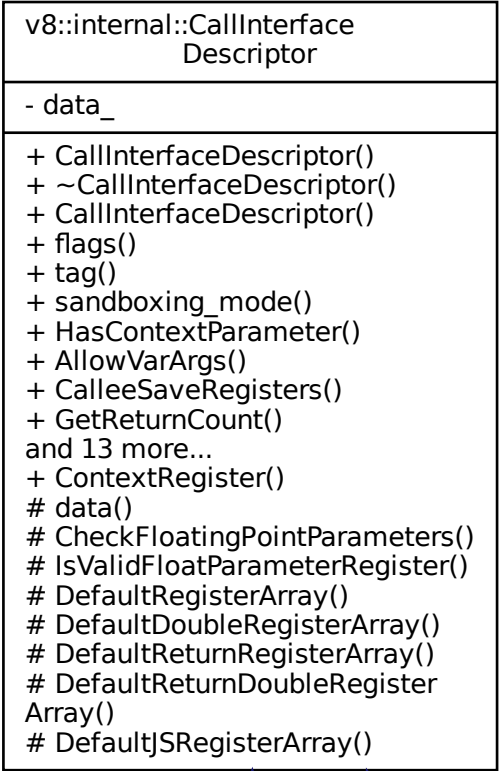 v8::internal::CallInterface
Descriptor
- data_
+ CallInterfaceDescriptor()
+ ~CallInterfaceDescriptor()
+ CallInterfaceDescriptor()
+ flags()
+ tag()
+ sandboxing_mode()
+ HasContextParameter()
+ AllowVarArgs()
+ CalleeSaveRegisters()
+ GetReturnCount()
and 13 more...
+ ContextRegister()
# data()
# CheckFloatingPointParameters()
# IsValidFloatParameterRegister()
# DefaultRegisterArray()
# DefaultDoubleRegisterArray()
# DefaultReturnRegisterArray()
# DefaultReturnDoubleRegister
Array()
# DefaultJSRegisterArray()